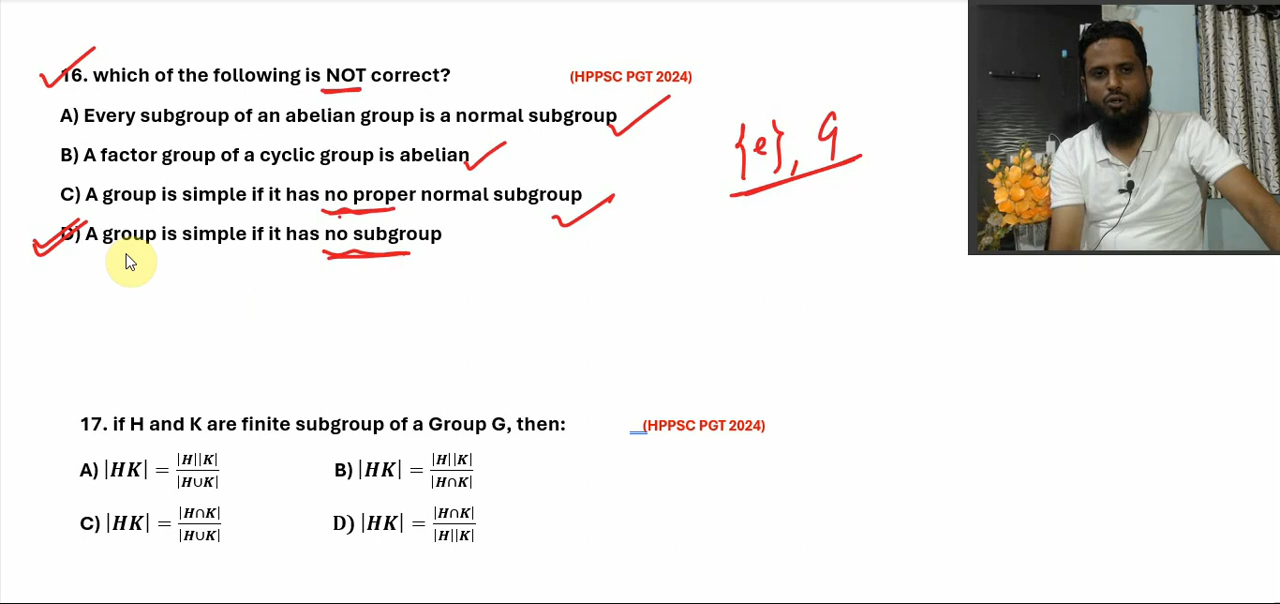 16. which of the following is NOT correct? (HPPSC PGT 2024)
A) Every subgroup of an abelian group is a normal subgroup
B) A factor group of a cyclic group is abelian
C) A group is simple if it has no proper normal subgroup
D) A group is simple if it has no subgroup
{e}, G
17. if H and K are finite subgroup of a Group G, then: (HPPSC PGT 2024)
A) |HK| = |H||K| / |H∪K| B) |HK| = |H||K| / |H∩K|
C) |HK| = |H∩K| / |H∪K| D) |HK| = |H∩K| / |H||K|